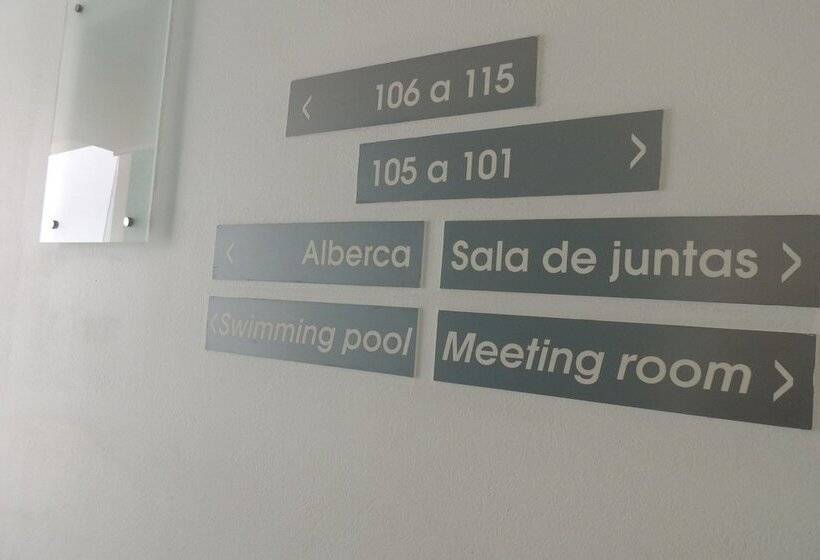 ‹ 106 a 115
105 a 101 ›
‹ Alberca
Sala de juntas ›
‹ Swimming pool
Meeting room ›